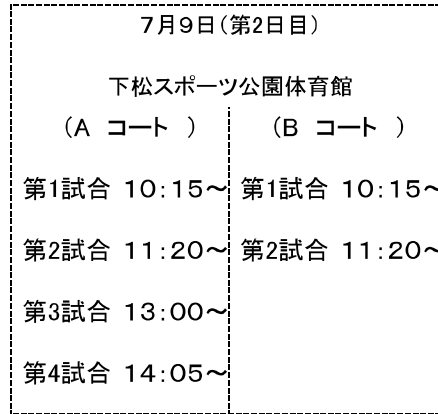 7月9日(第2日目)
下松スポーツ公園体育館
(A コート ) (B コート )
第1試合 10:15～ 第1試合 10:15～
第2試合 11:20～ 第2試合 11:20～
第3試合 13:00～
第4試合 14:05～